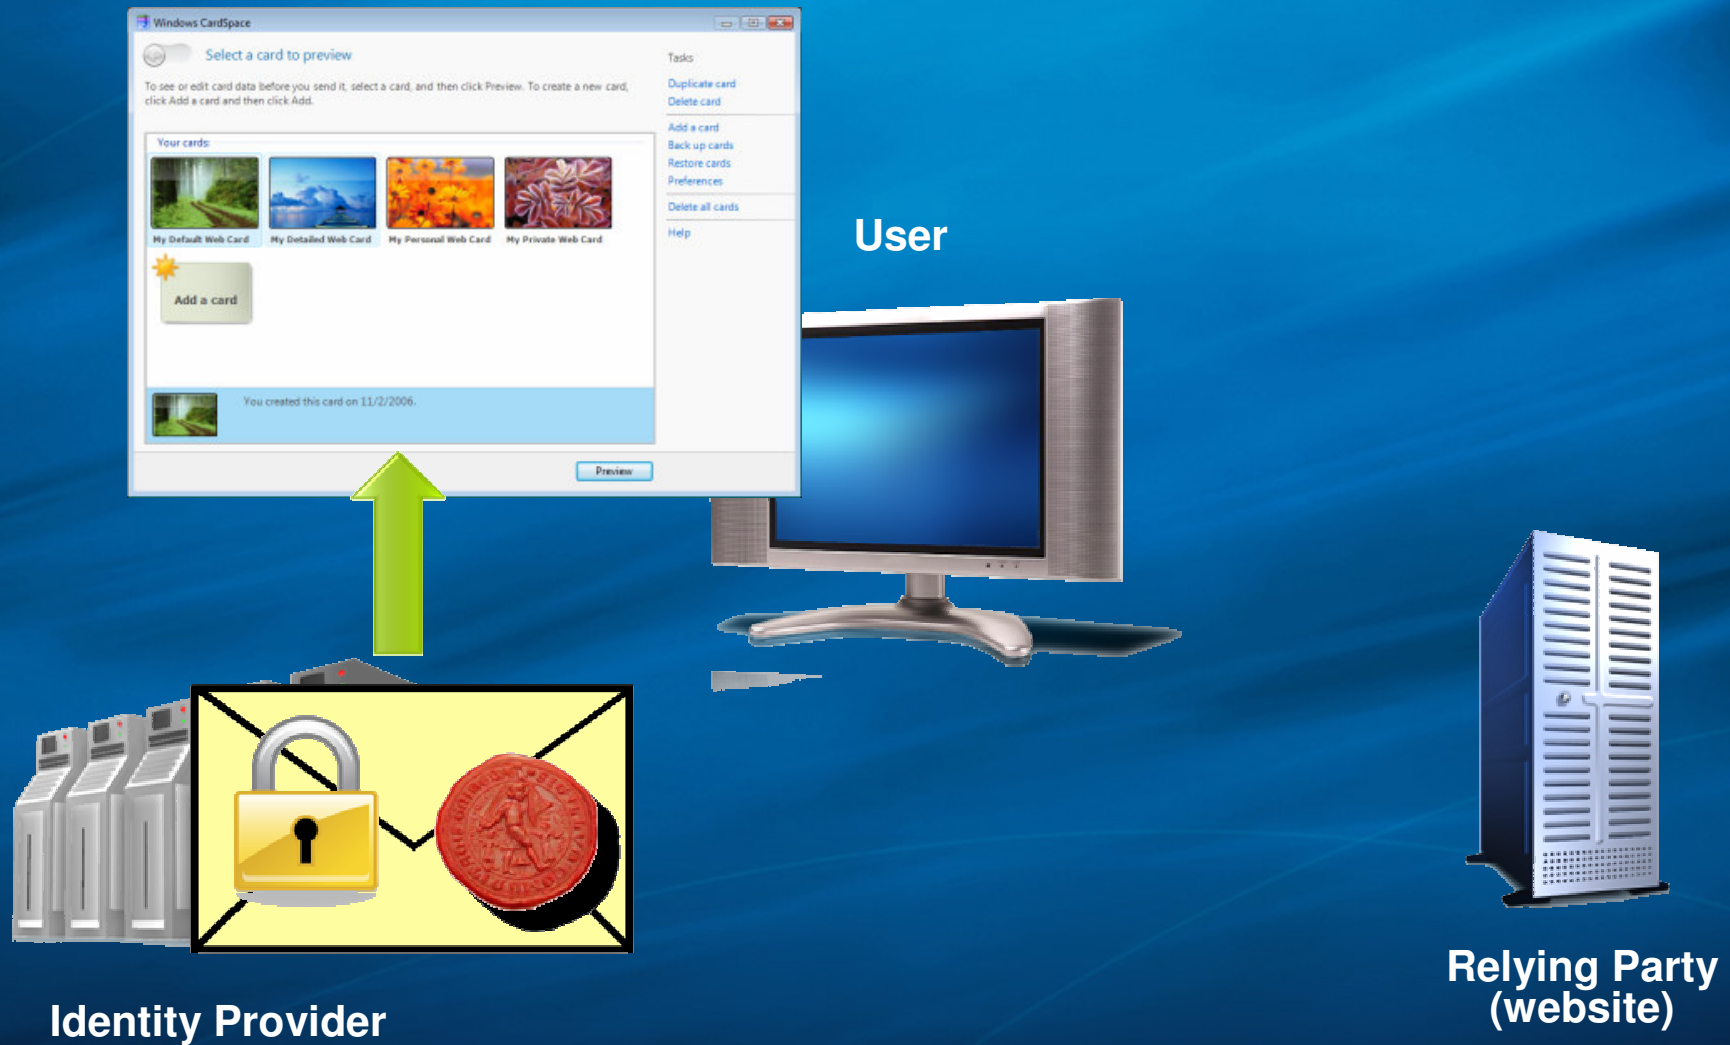 Windows CardSpace
Select a card to preview
To see or edit card data before you send it, select a card, and then click Preview. To create a new card,
click Add a card and then click Add.
Your cards:
My Default Web Card
My Detailed Web Card
My Personal Web Card
My Private Web Card
Add a card
You created this card on 11/2/2006.
Preview
Tasks
Duplicate card
Delete card
Add a card
Back up cards
Restore cards
Preferences
Delete all cards
Help
User
Identity Provider
Relying Party
(website)